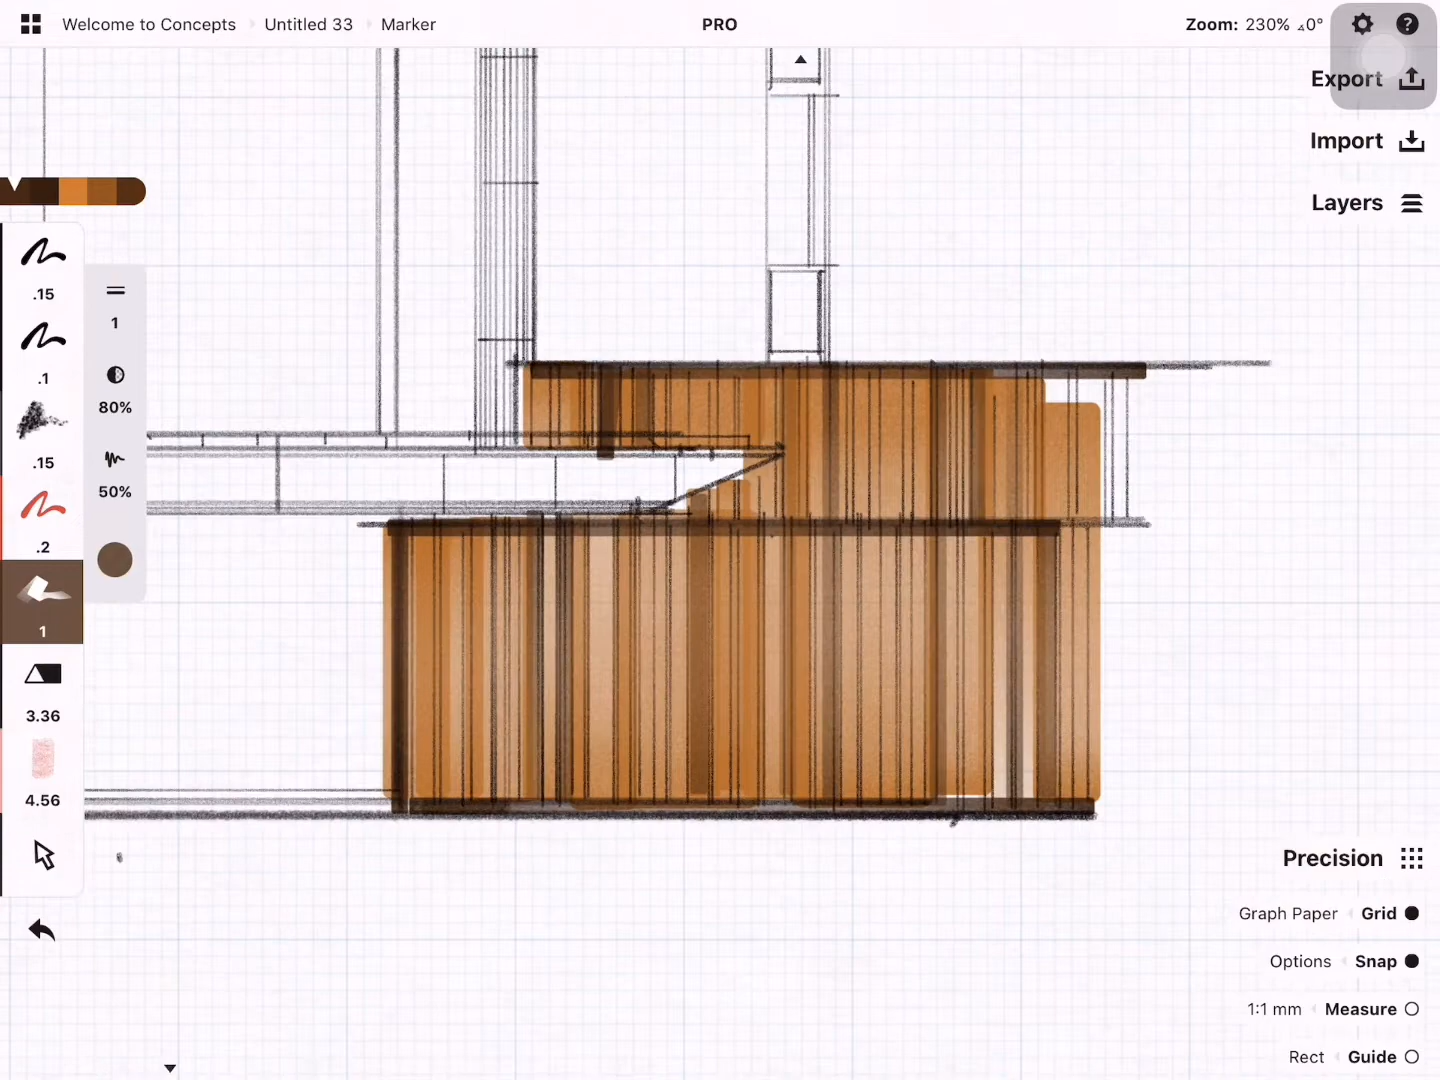 Welcome to Concepts Untitled 33 Marker
PRO
Zoom: 230% ⊿0°
Export
Import
Layers
.15
.1
.15
.2
1
3.36
4.56
1
80%
50%
Precision
Graph Paper Grid
Options Snap
1:1 mm Measure
Rect Guide